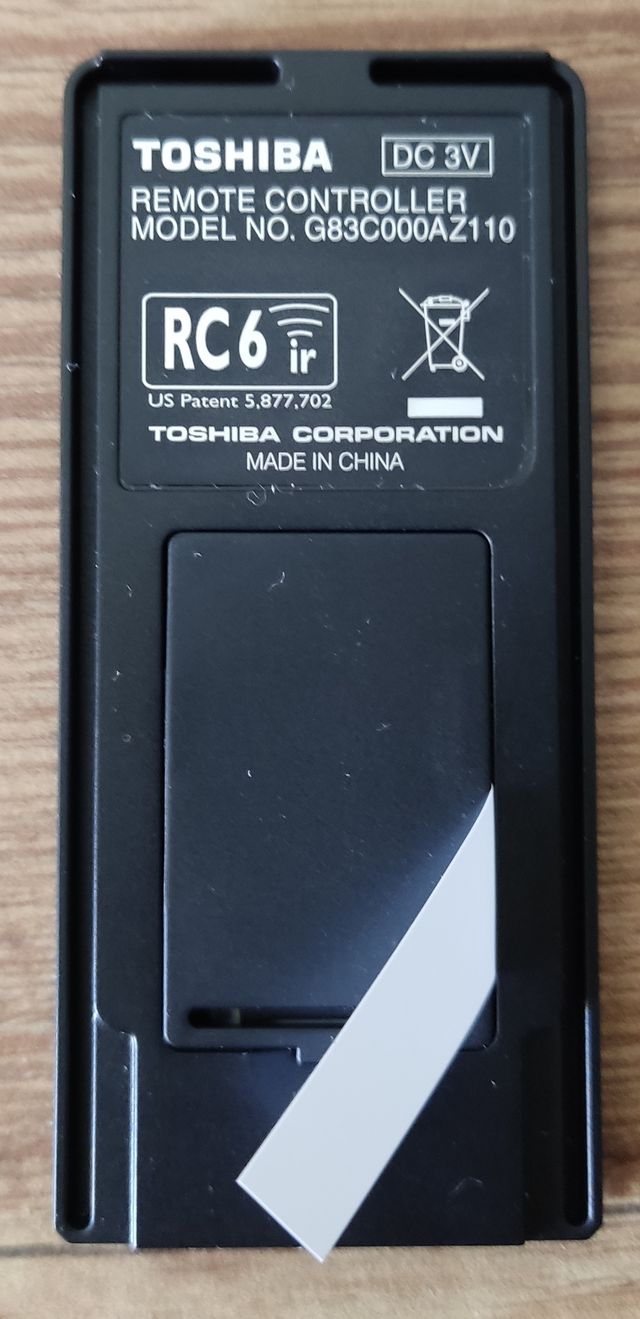 TOSHIBA DC 3V
REMOTE CONTROLLER
MODEL NO. G83C000AZ110
RC6 ir
US Patent 5,877,702
TOSHIBA CORPORATION
MADE IN CHINA